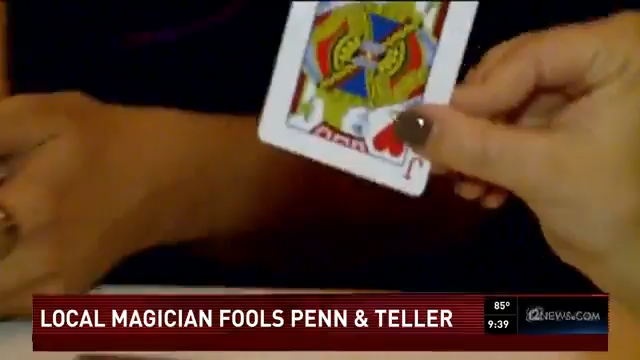 J
LOCAL MAGICIAN FOOLS PENN & TELLER
85°
9:39
12NEWS.COM